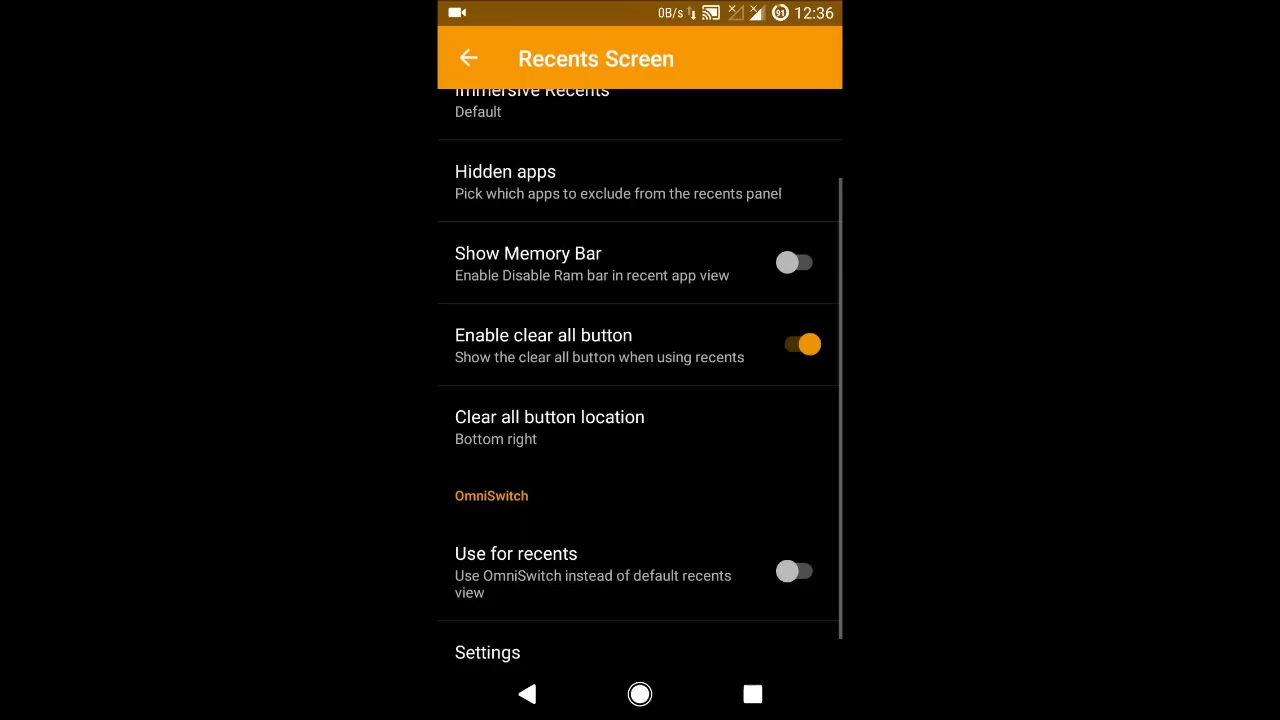 0B/s 91 12:36
Recents Screen
Immersive Recents
Default
Hidden apps
Pick which apps to exclude from the recents panel
Show Memory Bar
Enable Disable Ram bar in recent app view
Enable clear all button
Show the clear all button when using recents
Clear all button location
Bottom right
OmniSwitch
Use for recents
Use OmniSwitch instead of default recents
view
Settings